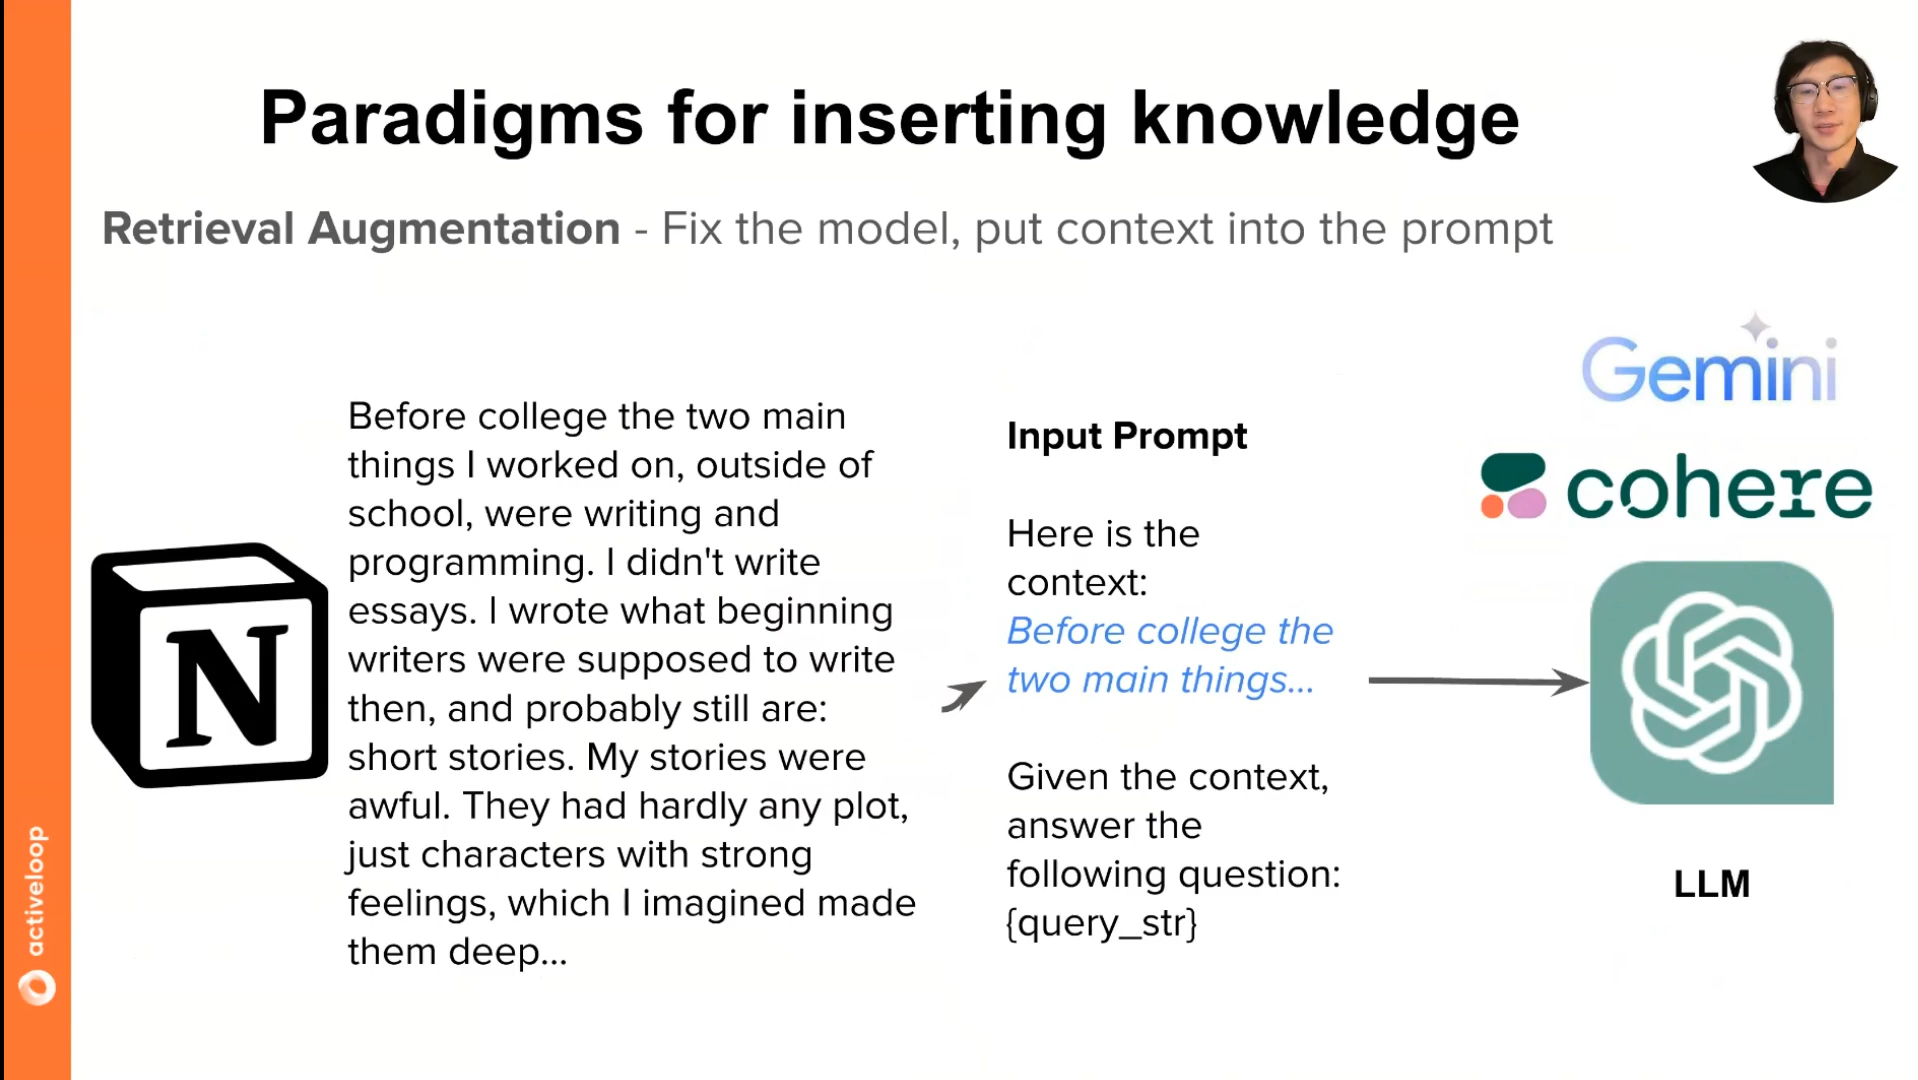 Paradigms for inserting knowledge
Retrieval Augmentation - Fix the model, put context into the prompt
N
Before college the two main
things I worked on, outside of
school, were writing and
programming. I didn't write
essays. I wrote what beginning
writers were supposed to write
then, and probably still are:
short stories. My stories were
awful. They had hardly any plot,
just characters with strong
feelings, which I imagined made
them deep...
Input Prompt
Here is the
context:
Before college the
two main things...
Given the context,
answer the
following question:
{query_str}
Gemini
cohere
LLM
activeloop